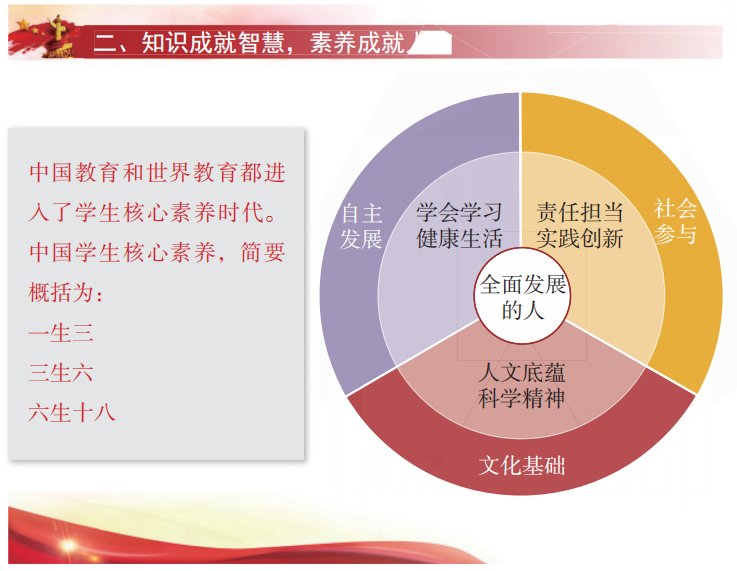 二、知识成就智慧，素养成就
中国教育和世界教育都进
入了学生核心素养时代。
中国学生核心素养，简要
概括为：
一生三
三生六
六生十八
自主
发展
学会学习
健康生活
责任担当
实践创新
社会
参与
全面发展
的人
人文底蕴
科学精神
文化基础